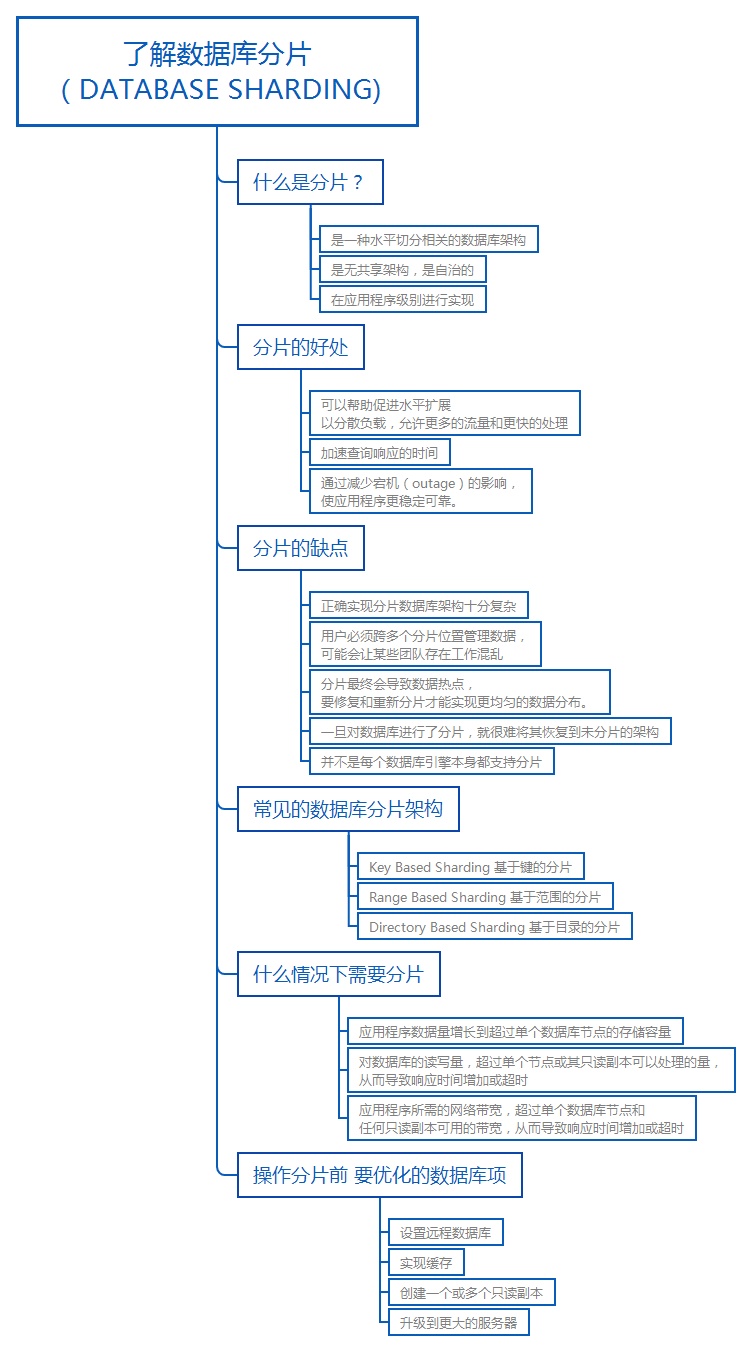 了解数据库分片
（DATABASE SHARDING)
什么是分片？
是一种水平切分相关的数据库架构
是无共享架构，是自治的
在应用程序级别进行实现
分片的好处
可以帮助促进水平扩展
以分散负载，允许更多的流量和更快的处理
加速查询响应的时间
通过减少宕机（outage）的影响，
使应用程序更稳定可靠。
分片的缺点
正确实现分片数据库架构十分复杂
用户必须跨多个分片位置管理数据，
可能会让某些团队存在工作混乱
分片最终会导致数据热点，
要修复和重新分片才能实现更均匀的数据分布。
一旦对数据库进行了分片，就很难将其恢复到未分片的架构
并不是每个数据库引擎本身都支持分片
常见的数据库分片架构
Key Based Sharding 基于键的分片
Range Based Sharding 基于范围的分片
Directory Based Sharding 基于目录的分片
什么情况下需要分片
应用程序数据量增长到超过单个数据库节点的存储容量
对数据库的读写量，超过单个节点或其只读副本可以处理的量，
从而导致响应时间增加或超时
应用程序所需的网络带宽，超过单个数据库节点和
任何只读副本可用的带宽，从而导致响应时间增加或超时
操作分片前 要优化的数据库项
设置远程数据库
实现缓存
创建一个或多个只读副本
升级到更大的服务器